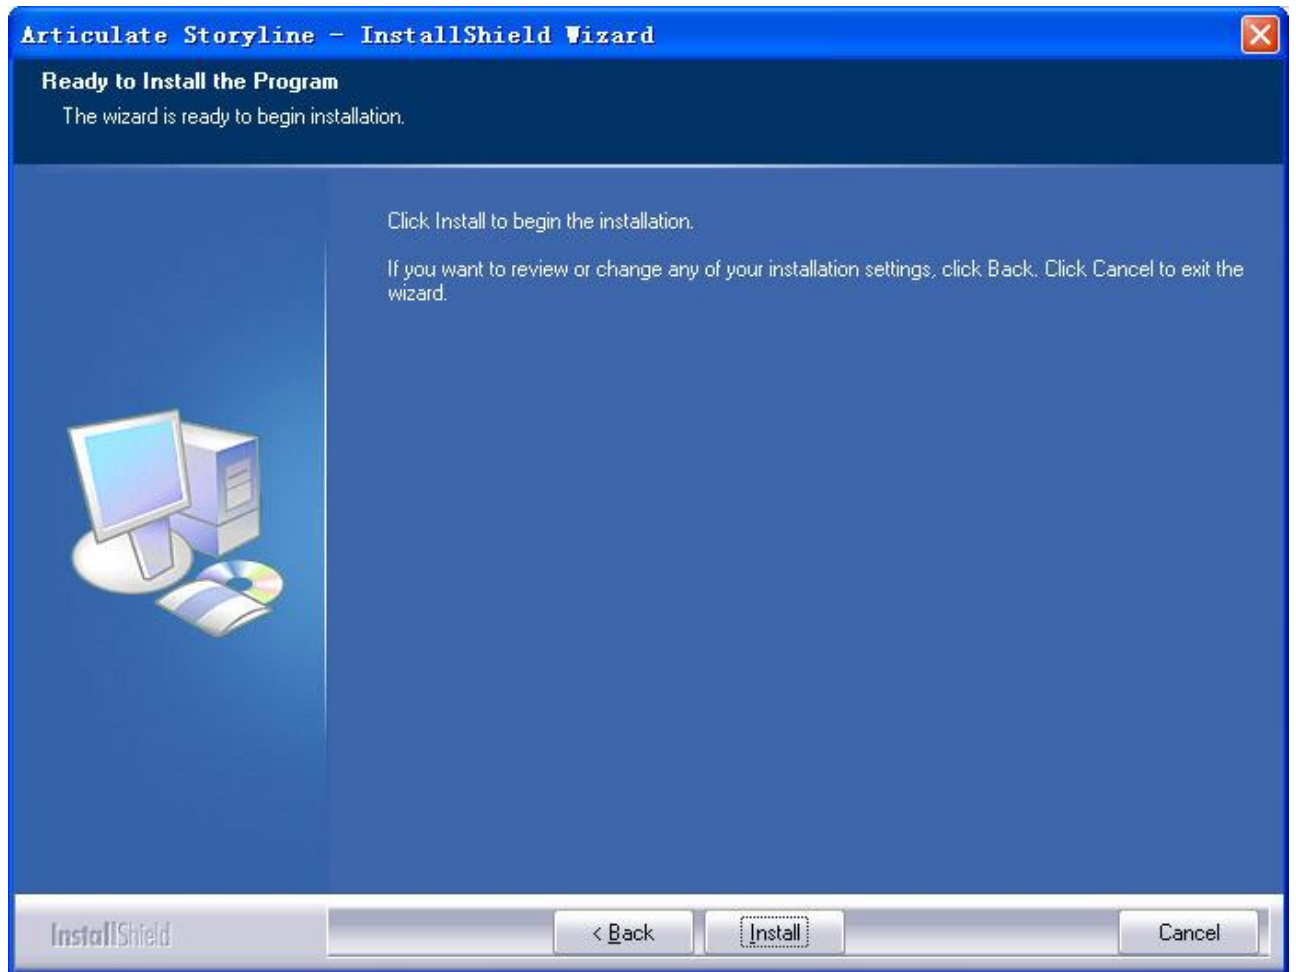 Articulate Storyline - InstallShield Wizard
Ready to Install the Program
The wizard is ready to begin installation.
Click Install to begin the installation.
If you want to review or change any of your installation settings, click Back. Click Cancel to exit the
wizard.
InstallShield
< Back Install Cancel